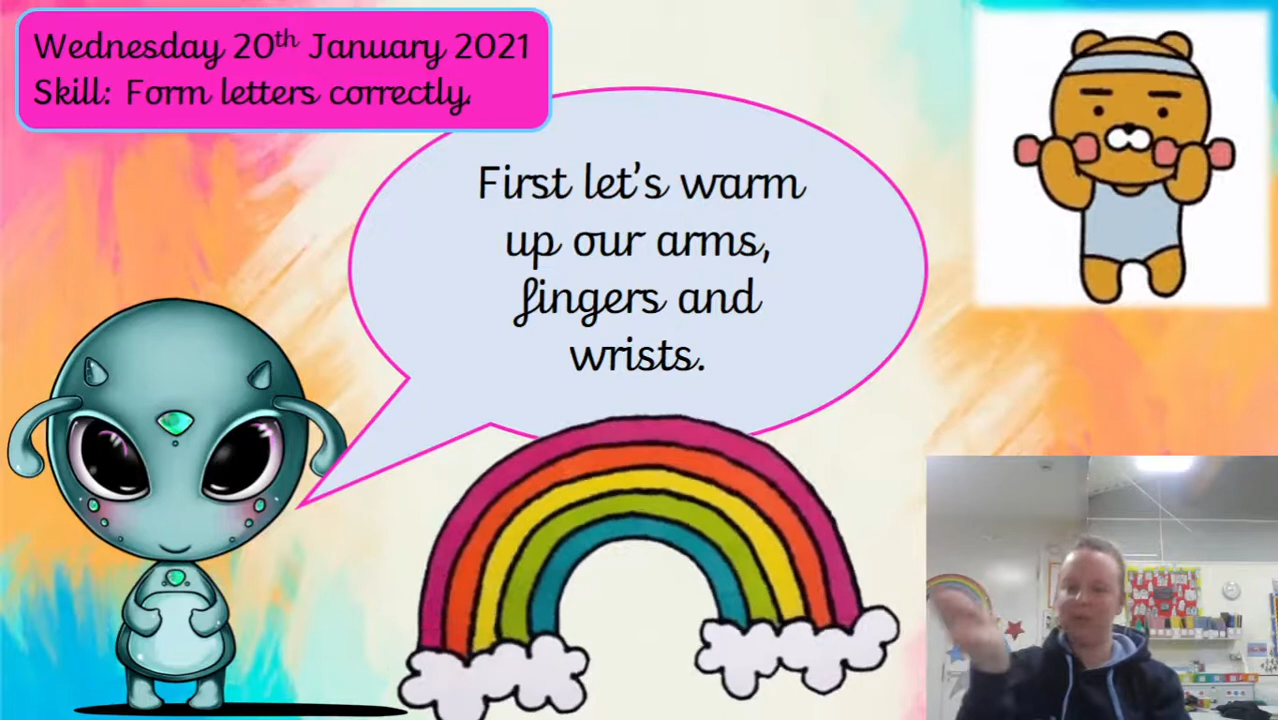 Wednesday 20th January 2021
Skill: Form letters correctly.
First let's warm
up our arms,
fingers and
wrists.